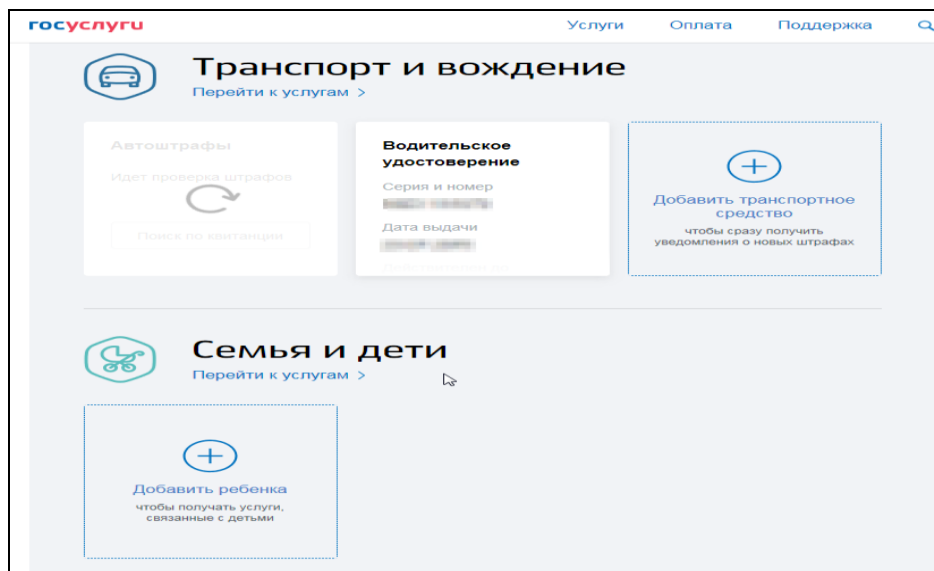 госуслуги
Услуги Оплата Поддержка
Транспорт и вождение
Перейти к услугам >
Автоштрафы
Идет проверка штрафов
Поиск по квитанции
Водительское
удостоверение
Серия и номер
Дата выдачи
Добавить транспортное
средство
чтобы сразу получить
уведомления о новых штрафах
Семья и дети
Перейти к услугам >
Добавить ребенка
чтобы получать услуги,
связанные с детьми